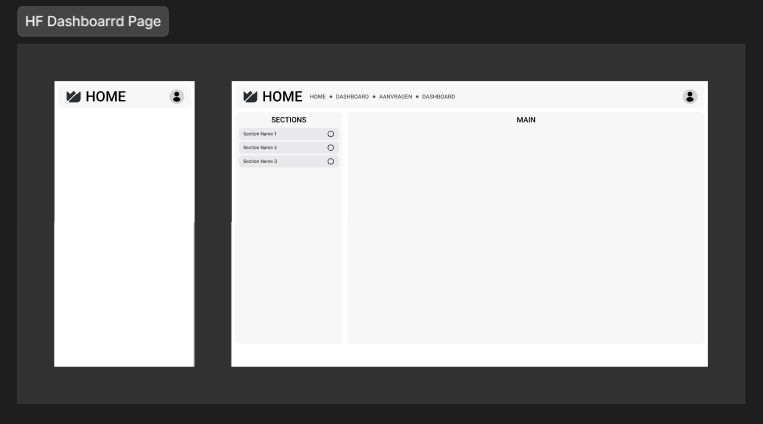 HF Dashboarrd Page
HOME
HOME
HOME • DASHBOARD • AANVRAGEN • DASHBOARD
SECTIONS
Section Name 1
Section Name 2
Section Name 3
MAIN